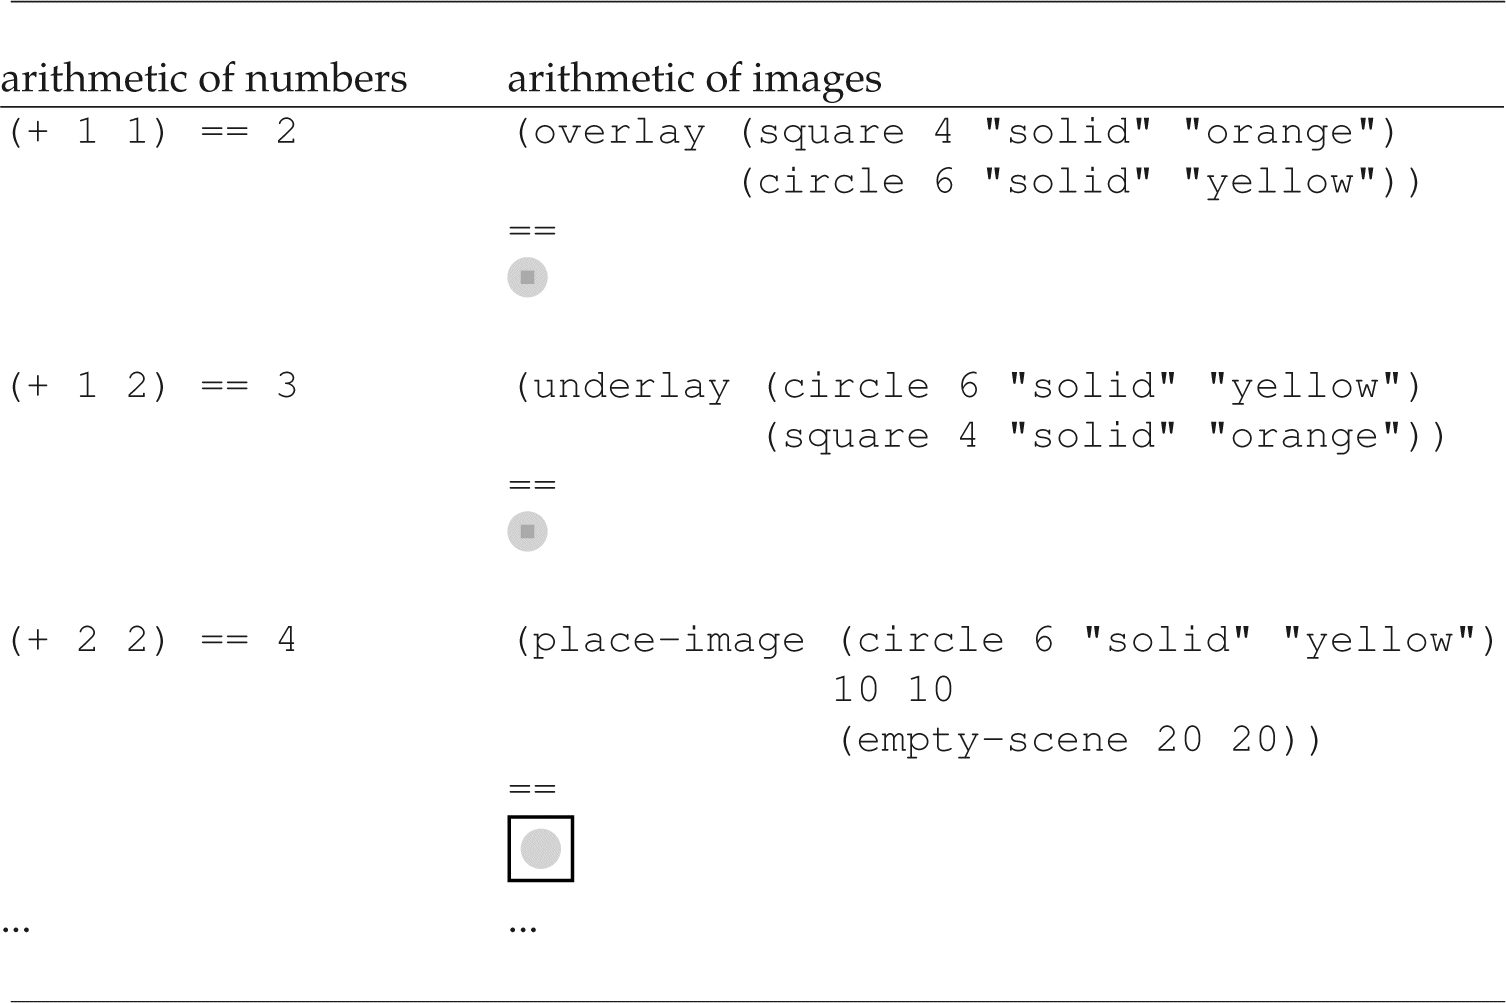 arithmetic of numbers arithmetic of images
(+ 1 1) == 2 (overlay (square 4 "solid" "orange")
(circle 6 "solid" "yellow"))
==
(+ 1 2) == 3 (underlay (circle 6 "solid" "yellow")
(square 4 "solid" "orange"))
==
(+ 2 2) == 4 (place-image (circle 6 "solid" "yellow")
10 10
(empty-scene 20 20))
==
... ...